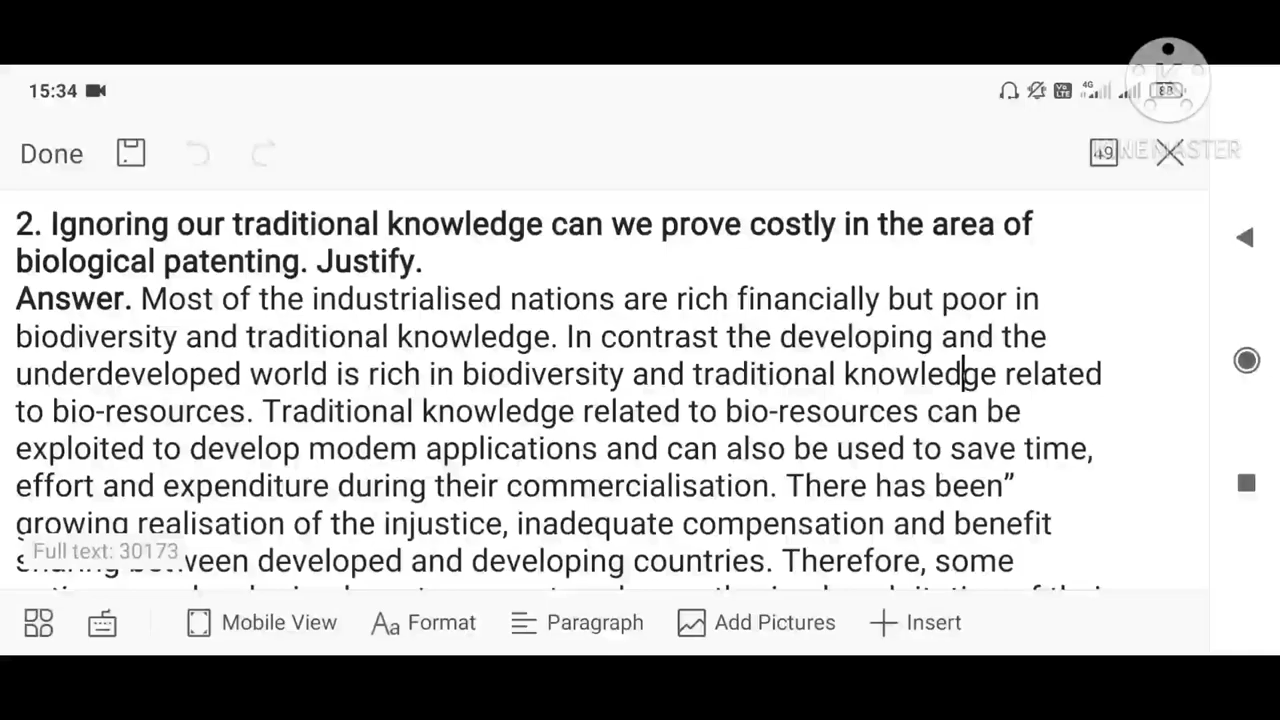 15:34
4G
88
KINEMASTER
Done
49
2. Ignoring our traditional knowledge can we prove costly in the area of
biological patenting. Justify.
Answer. Most of the industrialised nations are rich financially but poor in
biodiversity and traditional knowledge. In contrast the developing and the
underdeveloped world is rich in biodiversity and traditional knowledge related
to bio-resources. Traditional knowledge related to bio-resources can be
exploited to develop modem applications and can also be used to save time,
effort and expenditure during their commercialisation. There has been”
growing realisation of the injustice, inadequate compensation and benefit
Full text: 30173
between developed and developing countries. Therefore, some
Mobile View
Aa Format
Paragraph
Add Pictures
Insert